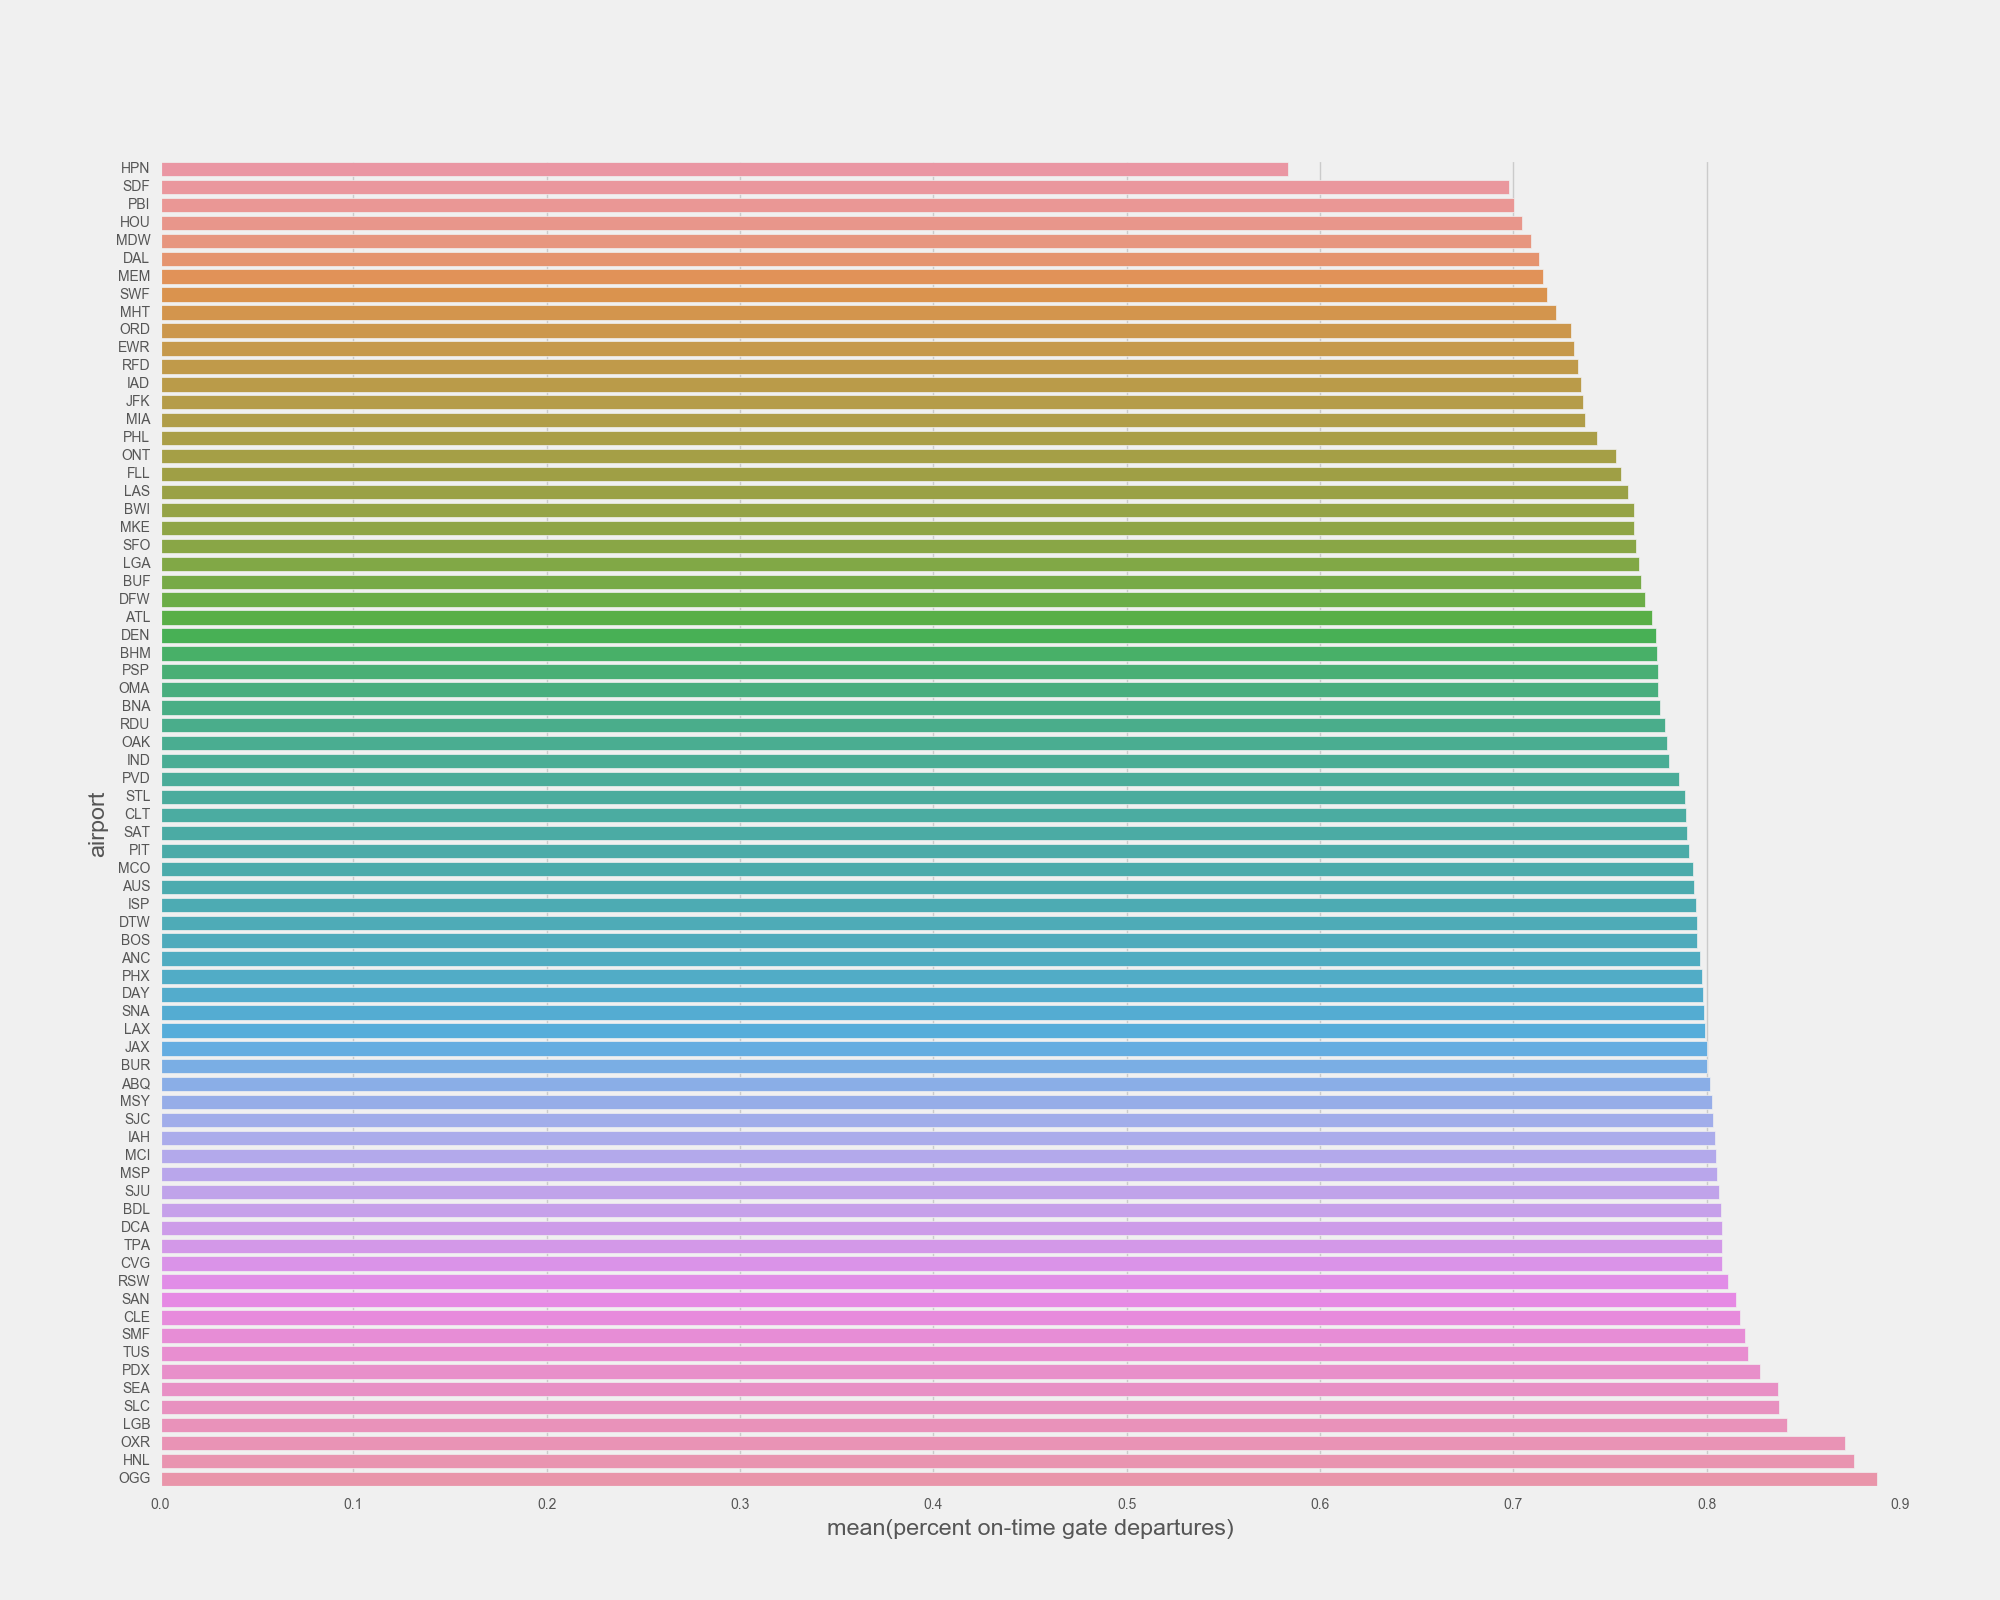 HPN
SDF
PBI
HOU
MDW
DAL
MEM
SWF
MHT
ORD
EWR
RFD
IAD
JFK
MIA
PHL
ONT
FLL
LAS
BWI
MKE
SFO
LGA
BUF
DFW
ATL
DEN
BHM
PSP
OMA
BNA
RDU
OAK
IND
PVD
STL
CLT
SAT
PIT
MCO
AUS
ISP
DTW
BOS
ANC
PHX
DAY
SNA
LAX
JAX
BUR
ABQ
MSY
SJC
IAH
MCI
MSP
SJU
BDL
DCA
TPA
CVG
RSW
SAN
CLE
SMF
TUS
PDX
SEA
SLC
LGB
OXR
HNL
OGG
airport
0.0 0.1 0.2 0.3 0.4 0.5 0.6 0.7 0.8 0.9
mean(percent on-time gate departures)